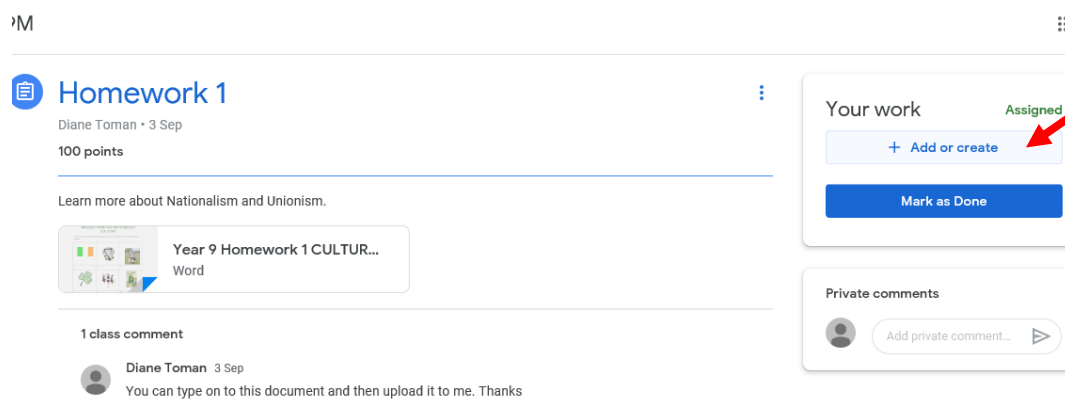 PM
Homework 1
Diane Toman • 3 Sep
100 points
Learn more about Nationalism and Unionism.
Year 9 Homework 1 CULTUR...
Word
1 class comment
Diane Toman 3 Sep
You can type on to this document and then upload it to me. Thanks
Your work Assigned
+ Add or create
Mark as Done
Private comments
Add private comment...